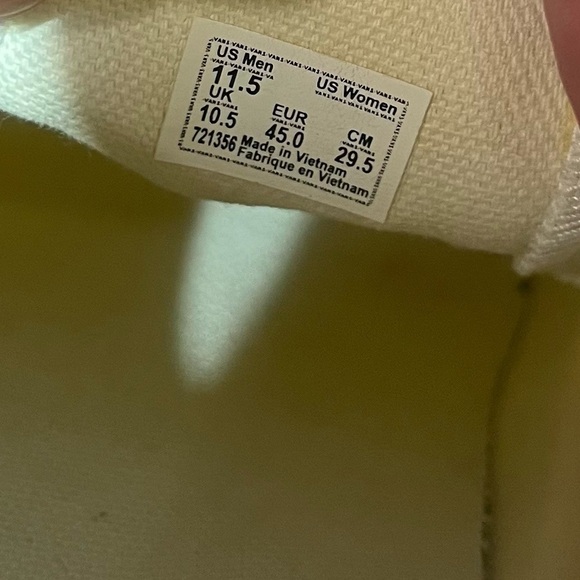 US Men US Women
11.5
UK EUR CM
10.5 45.0 29.5
721356 Made in Vietnam
Fabrique en Vietnam